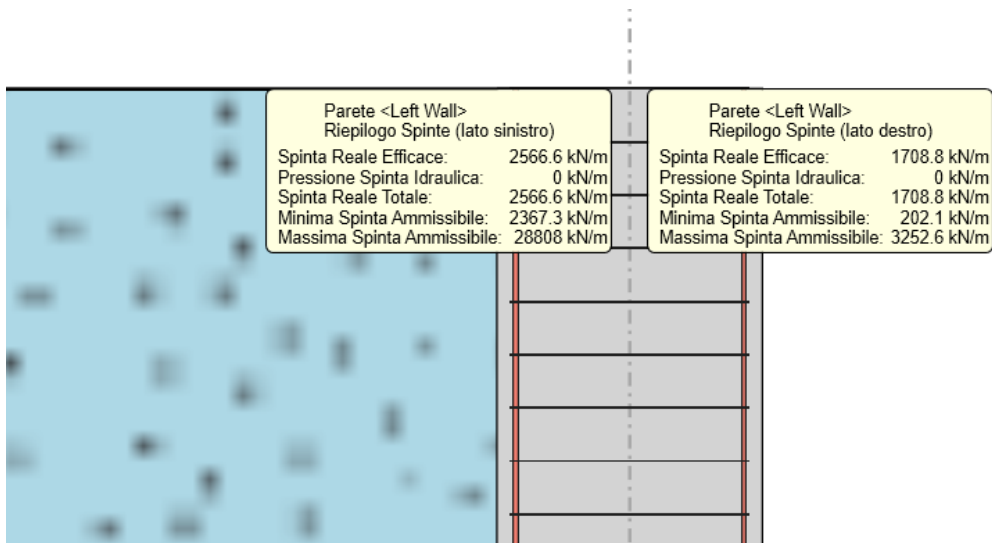 Parete <Left Wall>
Riepilogo Spinte (lato sinistro)
Spinta Reale Efficace: 2566.6 kN/m
Pressione Spinta Idraulica: 0 kN/m
Spinta Reale Totale: 2566.6 kN/m
Minima Spinta Ammissibile: 2367.3 kN/m
Massima Spinta Ammissibile: 28808 kN/m
Parete <Left Wall>
Riepilogo Spinte (lato destro)
Spinta Reale Efficace: 1708.8 kN/m
Pressione Spinta Idraulica: 0 kN/m
Spinta Reale Totale: 1708.8 kN/m
Minima Spinta Ammissibile: 202.1 kN/m
Massima Spinta Ammissibile: 3252.6 kN/m